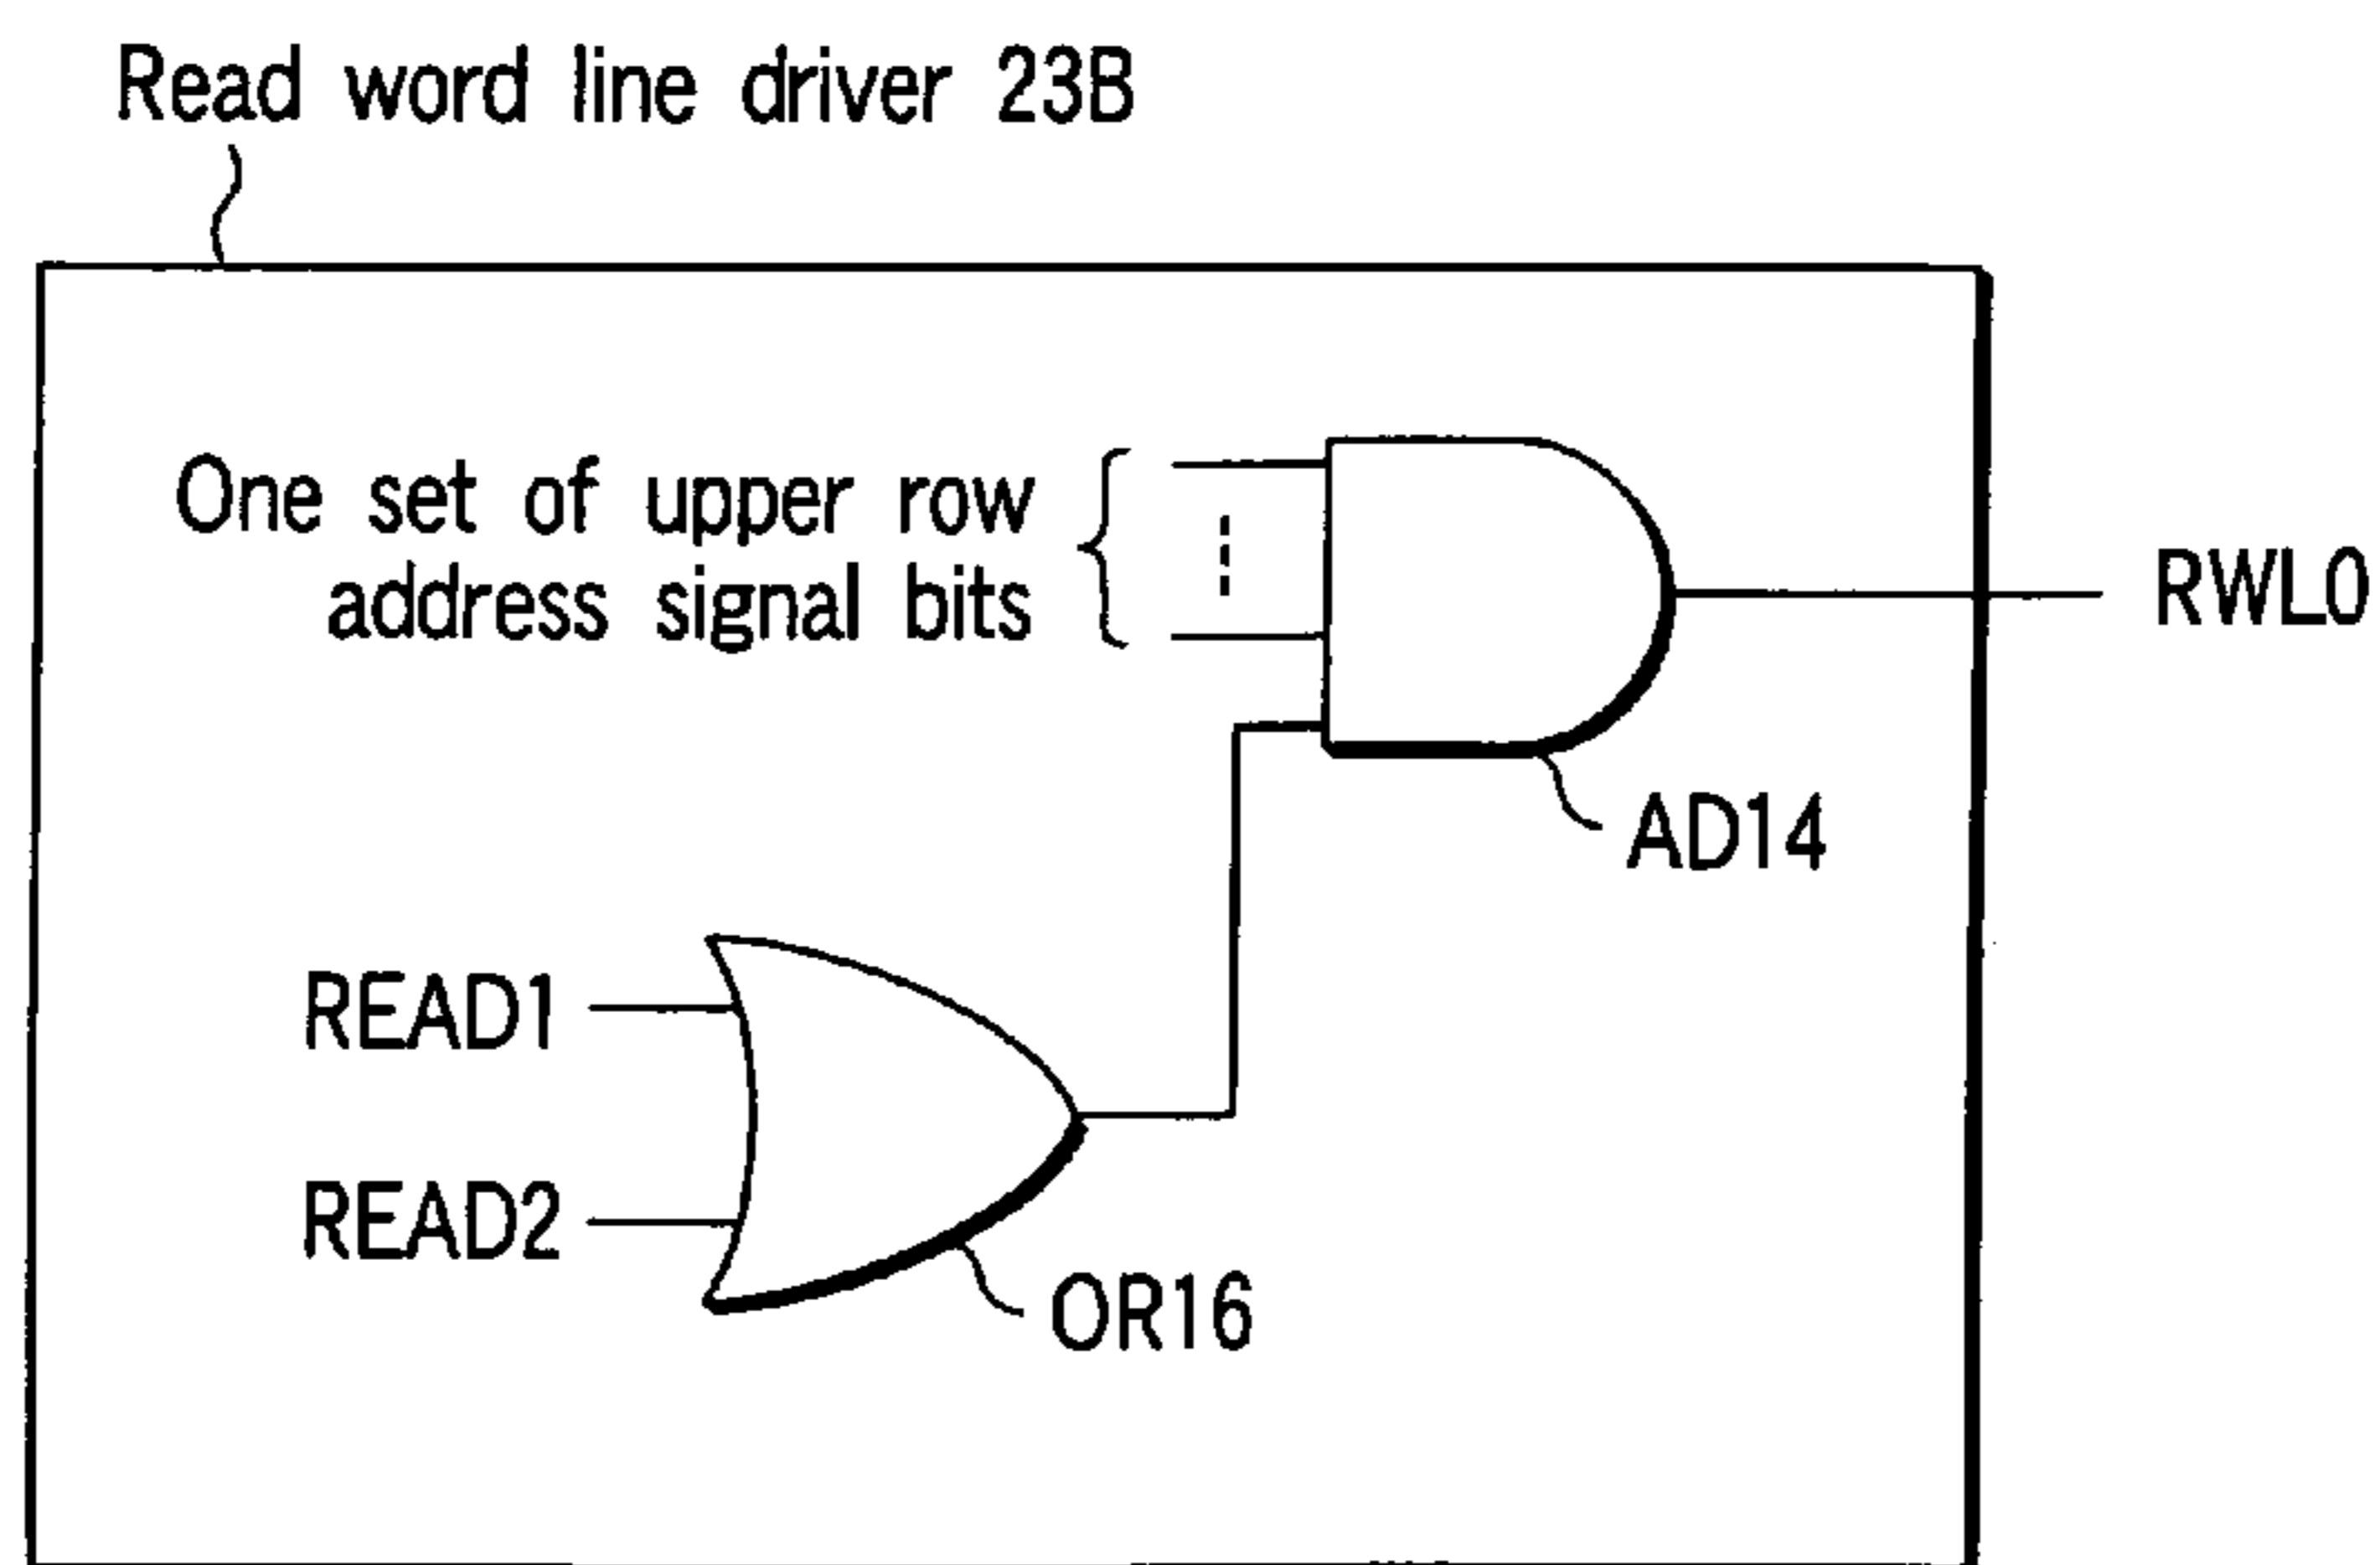 Read word line driver 23B
One set of upper row
address signal bits
RWL0
AD14
READ1
READ2
OR16